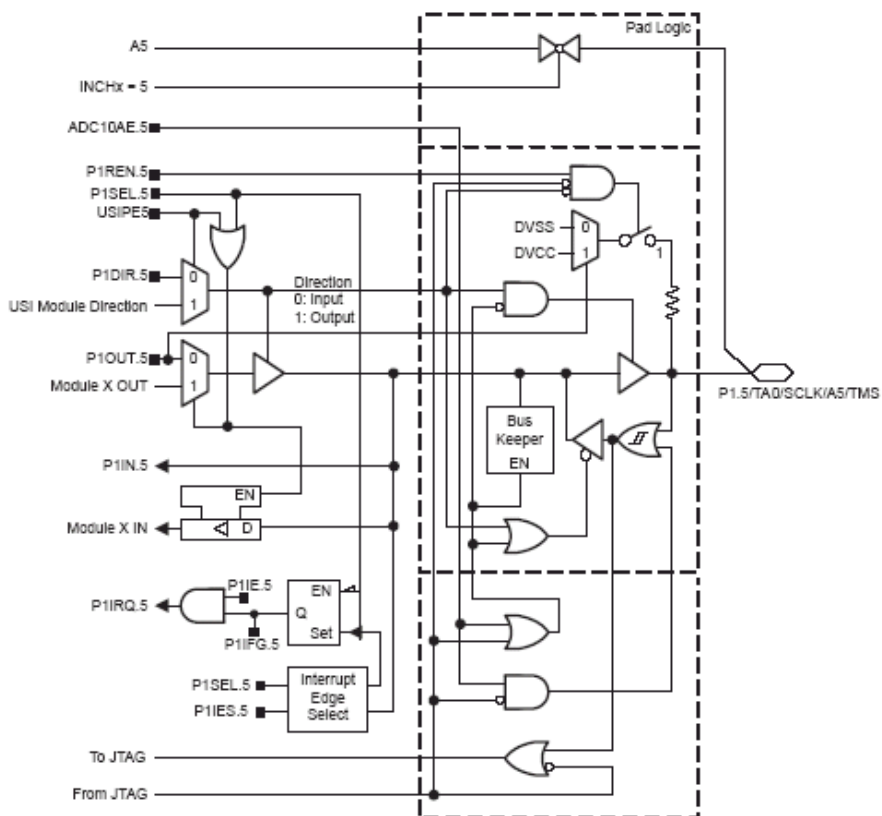 Pad Logic
A5
INCHx = 5
ADC10AE.5
P1REN.5
P1SEL.5
USIPE5
DVSS
0
DVCC
1
1
P1DIR.5
0
USI Module Direction
1
Direction
0: Input
1: Output
P1OUT.5
0
Module X OUT
1
P1.5/TA0/SCLK/A5/TMS
Bus
Keeper
EN
P1IN.5
EN
Module X IN
D
P1IE.5
P1IRQ.5
EN
Q
P1IFG.5
Set
P1SEL.5
P1IES.5
Interrupt
Edge
Select
To JTAG
From JTAG